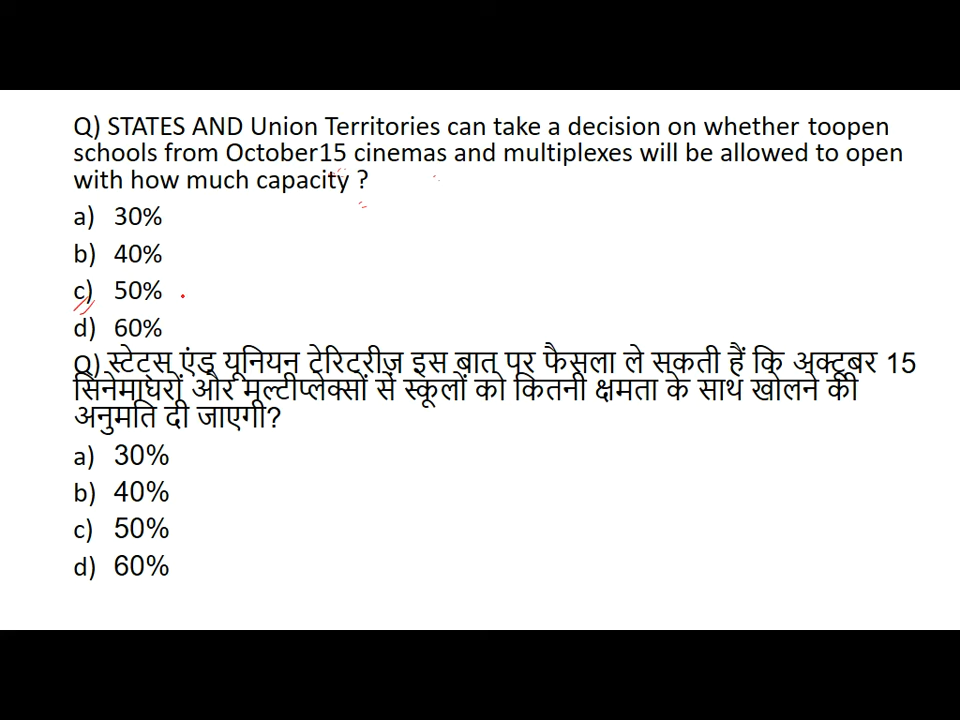 Q) STATES AND Union Territories can take a decision on whether toopen
schools from October15 cinemas and multiplexes will be allowed to open
with how much capacity ?
a) 30%
b) 40%
c) 50%
d) 60%
Q) स्टेट्स एंड यूनियन टेरिटरीज़ इस बात पर फैसला ले सकती हैं कि अक्टूबर 15
सिनेमाघरों और मल्टीप्लेक्सों से स्कूलों को कितनी क्षमता के साथ खोलने की
अनुमति दी जाएगी?
a) 30%
b) 40%
c) 50%
d) 60%